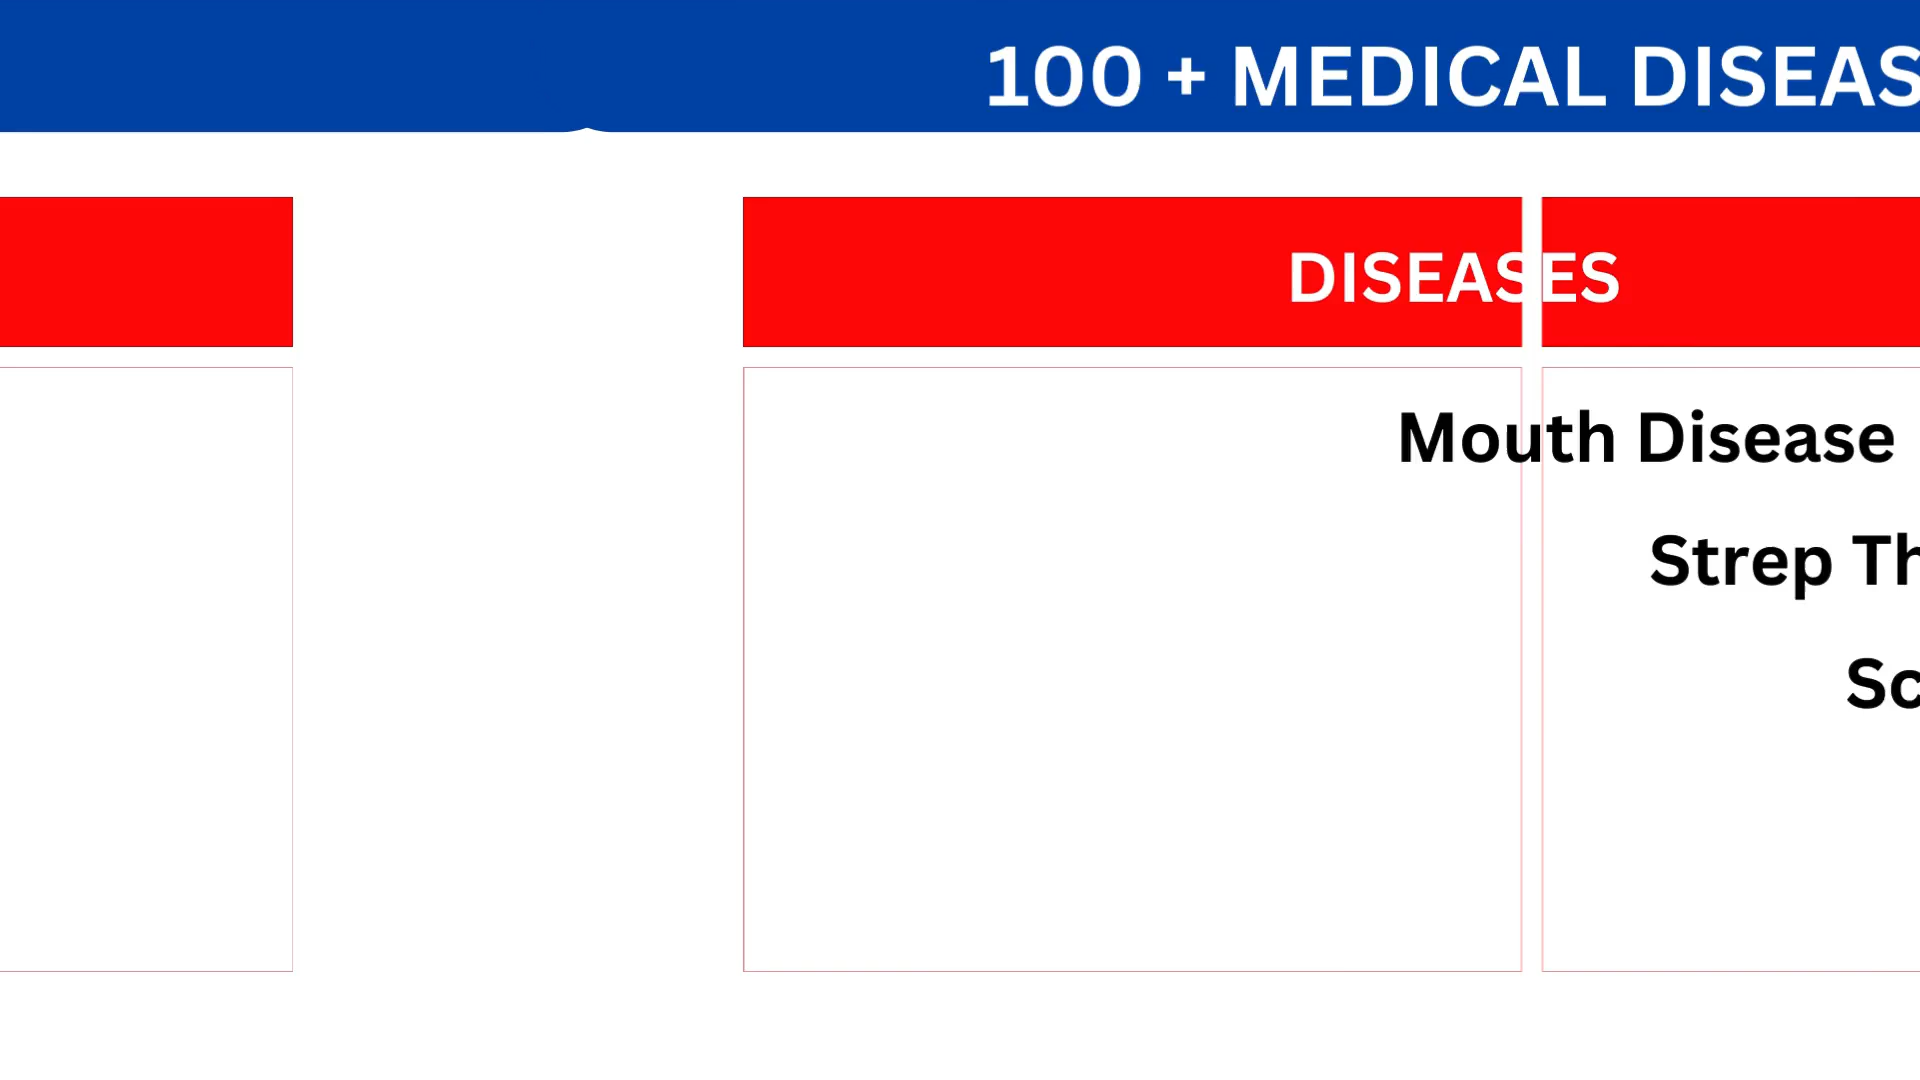 100 + MEDICAL DISEAS
DISEASES
Mouth Disease
Strep Th
Sc